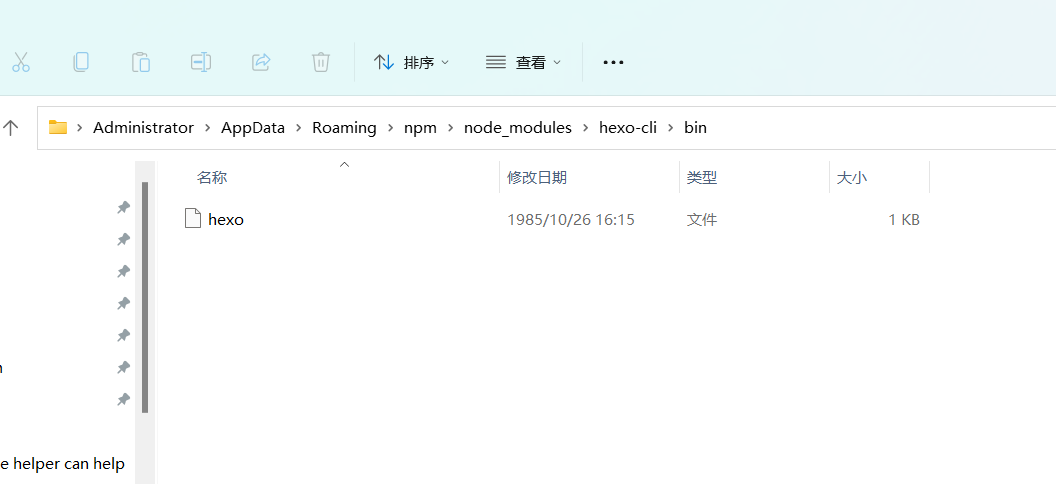 排序 查看
Administrator AppData Roaming npm node_modules hexo-cli bin
名称 修改日期 类型 大小
hexo 1985/10/26 16:15 文件 1 KB
e helper can help